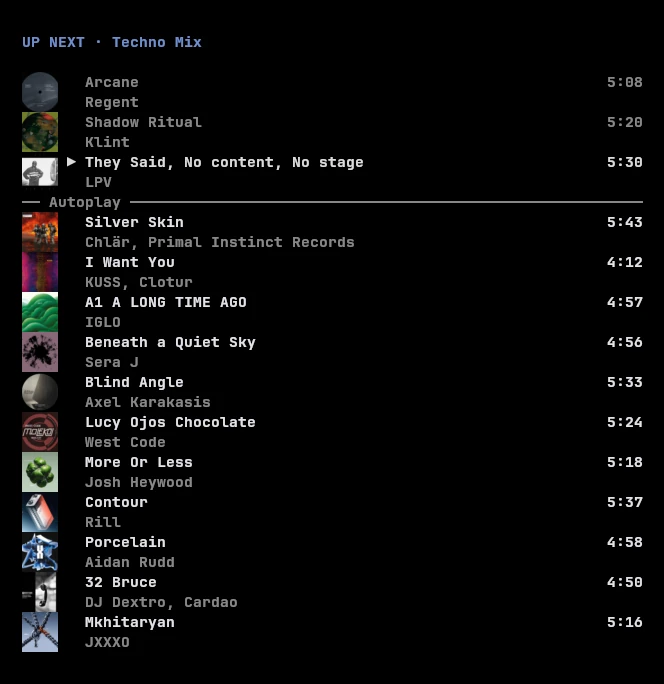 UP NEXT · Techno Mix
Arcane 5:08
Regent
Shadow Ritual 5:20
Klint
▶ They Said, No content, No stage 5:30
LPV
Autoplay
Silver Skin 5:43
Chlär, Primal Instinct Records
I Want You 4:12
KUSS, Clotur
A1 A LONG TIME AGO 4:57
IGLO
Beneath a Quiet Sky 4:56
Sera J
Blind Angle 5:33
Axel Karakasis
Lucy Ojos Chocolate 5:24
West Code
More Or Less 5:18
Josh Heywood
Contour 5:37
Rill
Porcelain 4:58
Aidan Rudd
32 Bruce 4:50
DJ Dextro, Cardao
Mkhitaryan 5:16
JXXXO